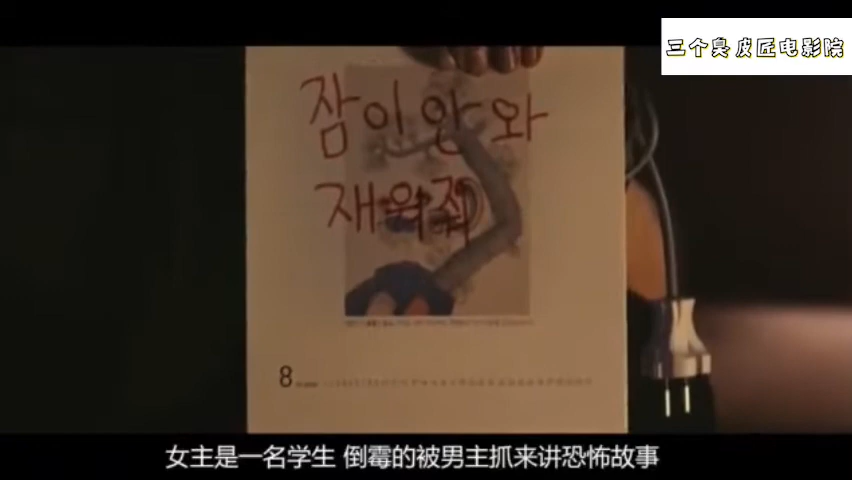 三个臭皮匠电影院
잠이 안 와
재워줘
8
女主是一名学生 倒霉的被男主抓来讲恐怖故事